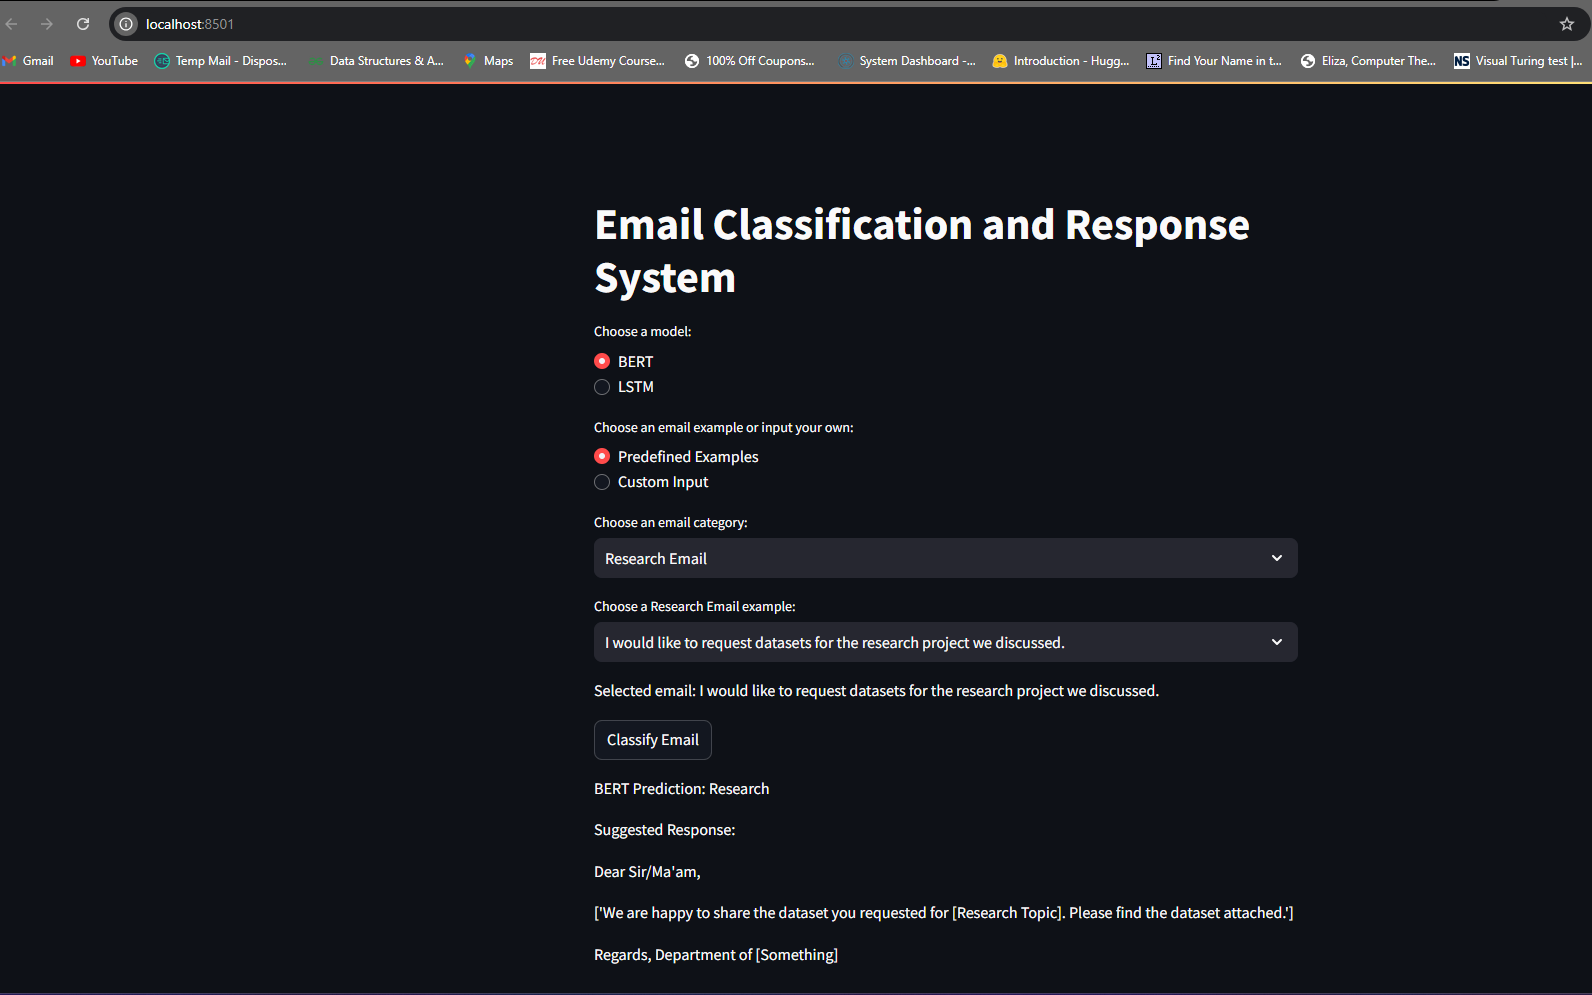 localhost:8501
Gmail YouTube Temp Mail - Dispos... Data Structures & A... Maps DU Free Udemy Course... 100% Off Coupons... System Dashboard -... Introduction - Hugg... Find Your Name in t... Eliza, Computer The... NS Visual Turing test |...
Email Classification and Response
System
Choose a model:
BERT
LSTM
Choose an email example or input your own:
Predefined Examples
Custom Input
Choose an email category:
Research Email
Choose a Research Email example:
I would like to request datasets for the research project we discussed.
Selected email: I would like to request datasets for the research project we discussed.
Classify Email
BERT Prediction: Research
Suggested Response:
Dear Sir/Ma'am,
['We are happy to share the dataset you requested for [Research Topic]. Please find the dataset attached.']
Regards, Department of [Something]